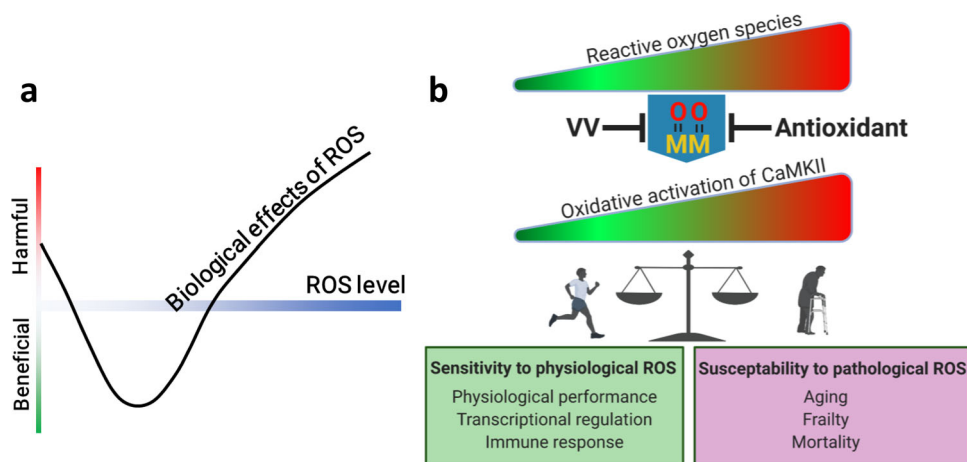 a
Harmful
Beneficial
Biological effects of ROS
ROS level
b
Reactive oxygen species
VV
O O
MM
Antioxidant
Oxidative activation of CaMKII
Sensitivity to physiological ROS
Physiological performance
Transcriptional regulation
Immune response
Susceptability to pathological ROS
Aging
Frailty
Mortality